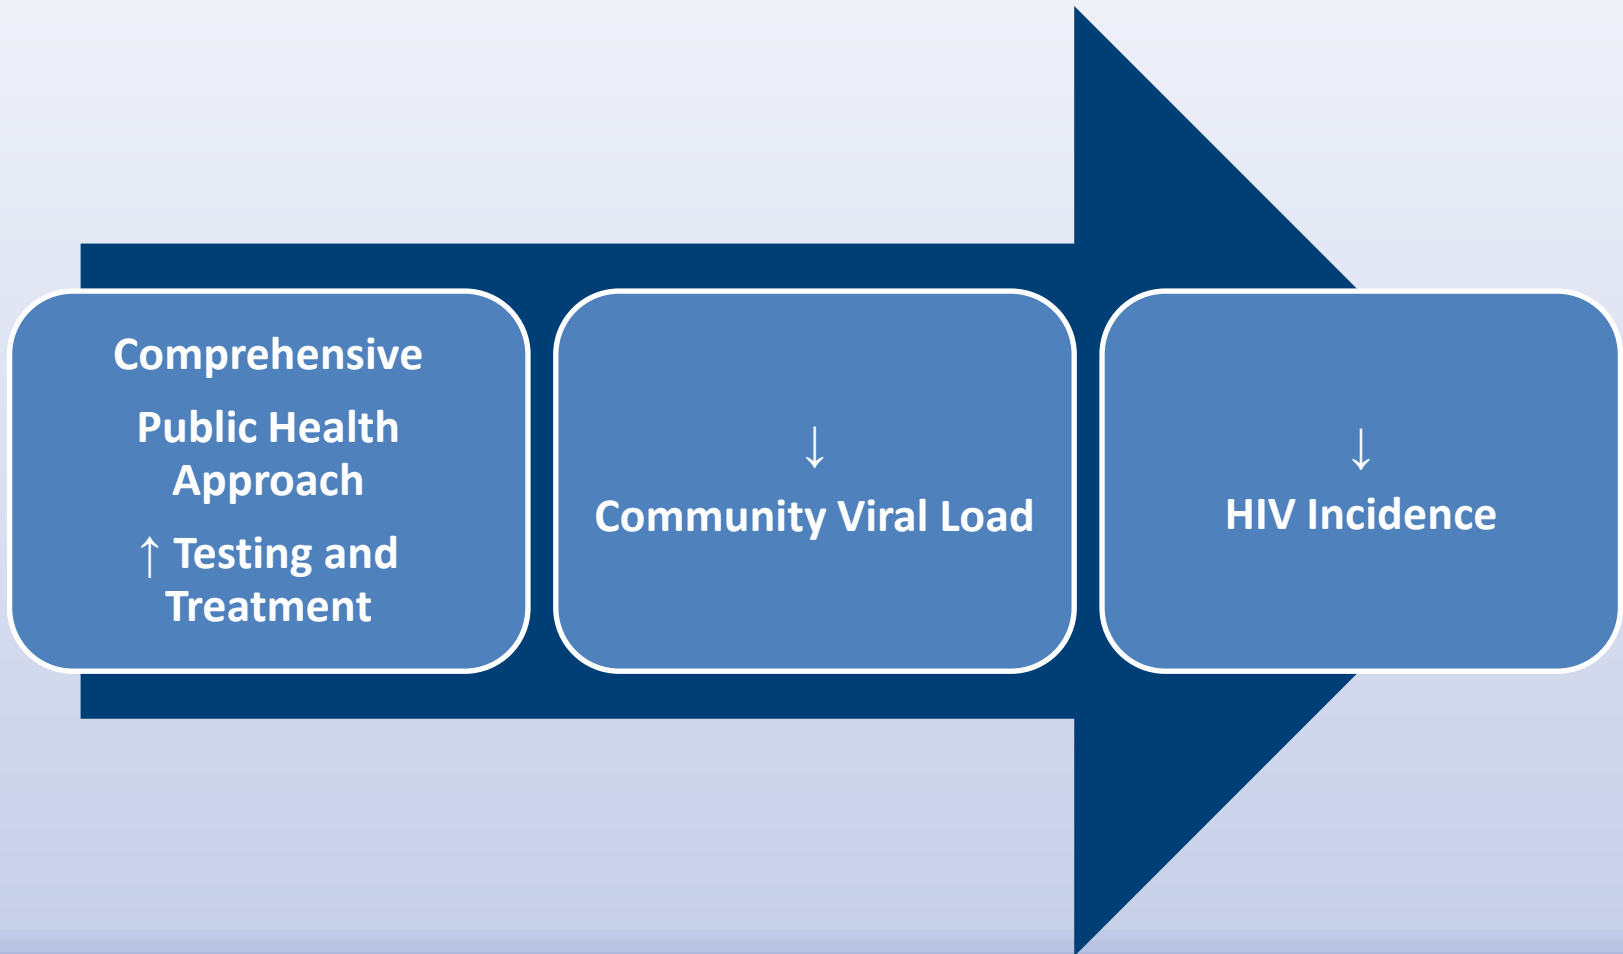 Comprehensive
Public Health
Approach
↑ Testing and
Treatment
↓
Community Viral Load
↓
HIV Incidence